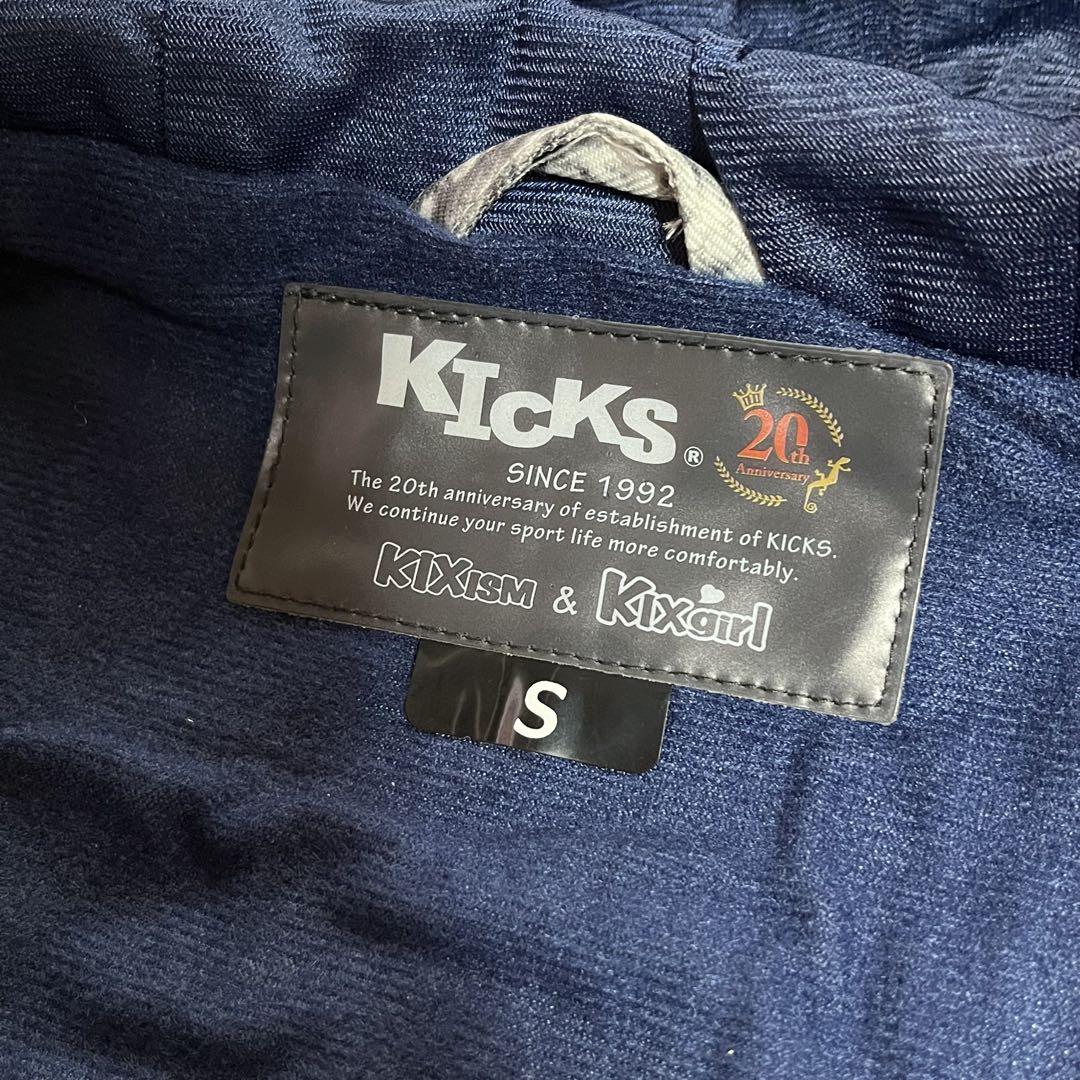 KICKS®
20th
Anniversary
SINCE 1992
The 20th anniversary of establishment of KICKS.
We continue your sport life more comfortably.
KIXISM & KIXgirl
S